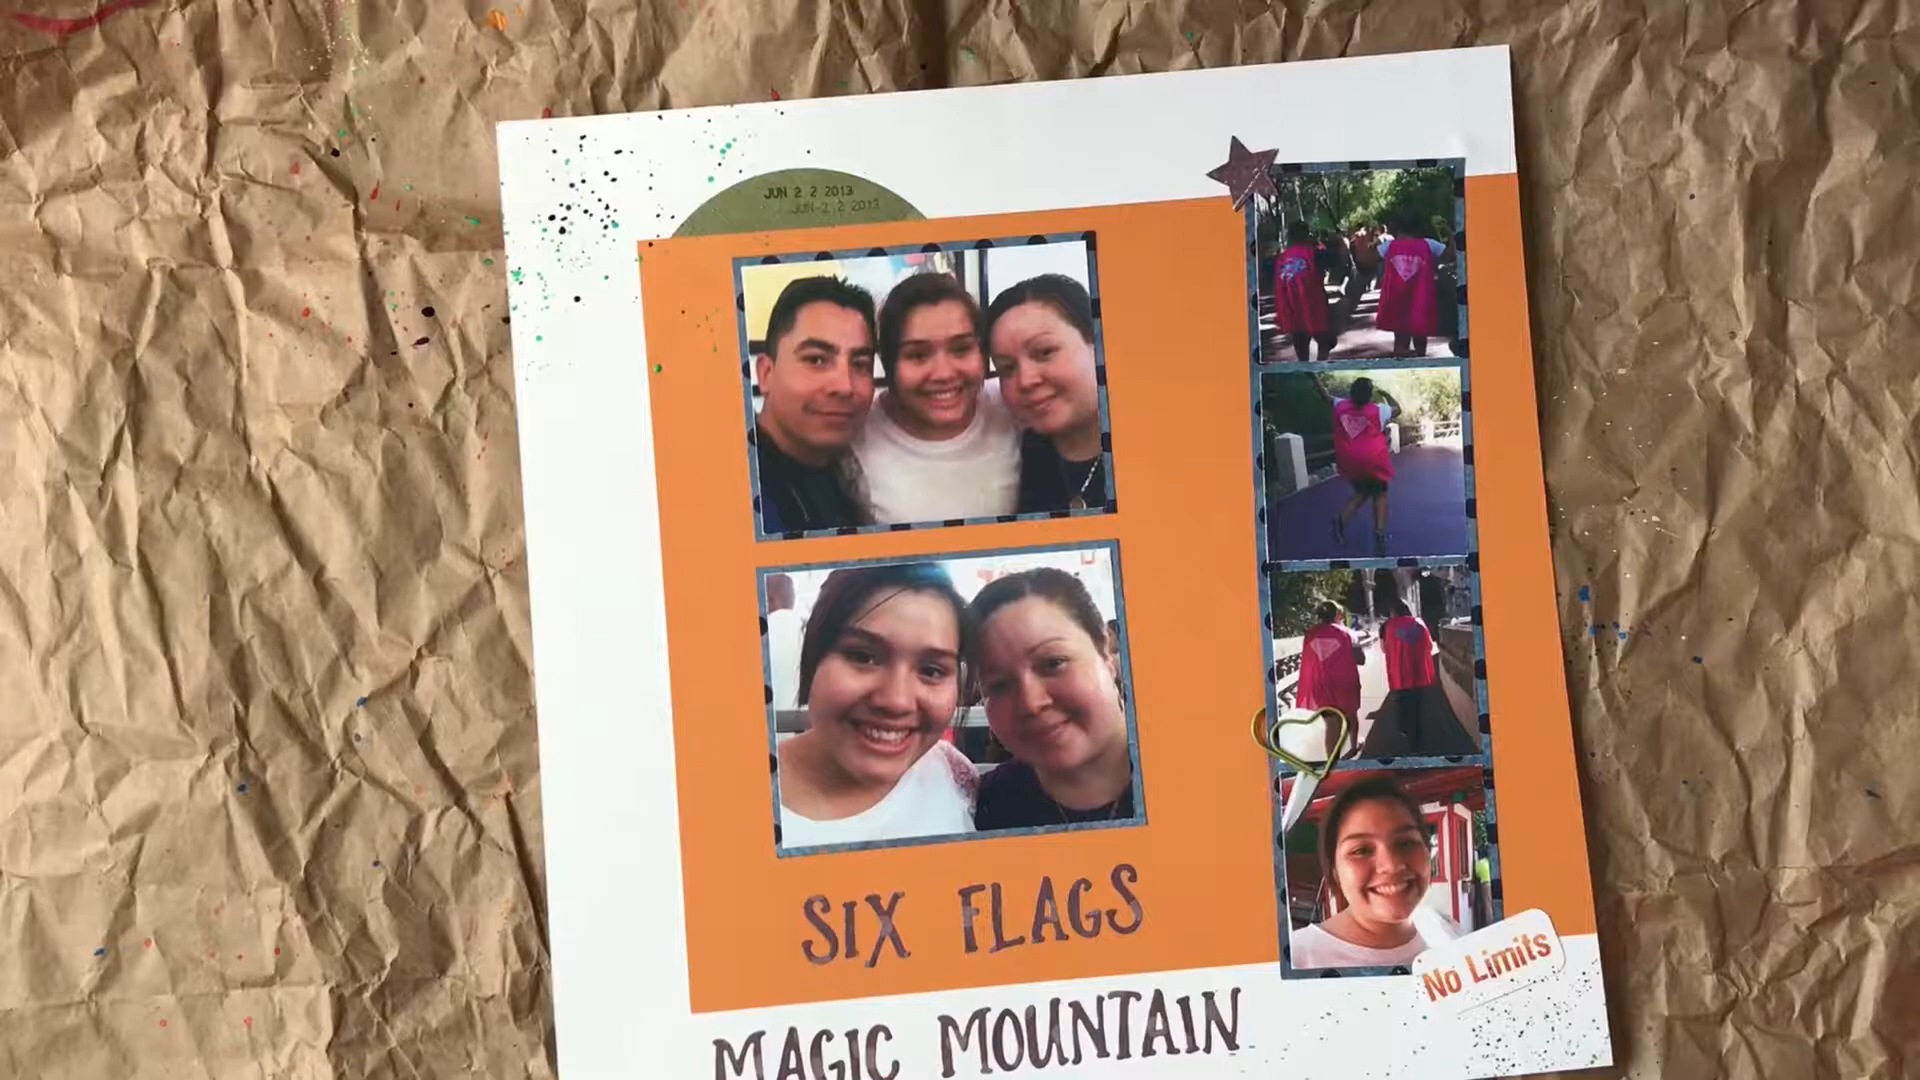 JUN 2 2 2013
JUN-2 2 2013
SIX FLAGS
MAGIC MOUNTAIN
No Limits